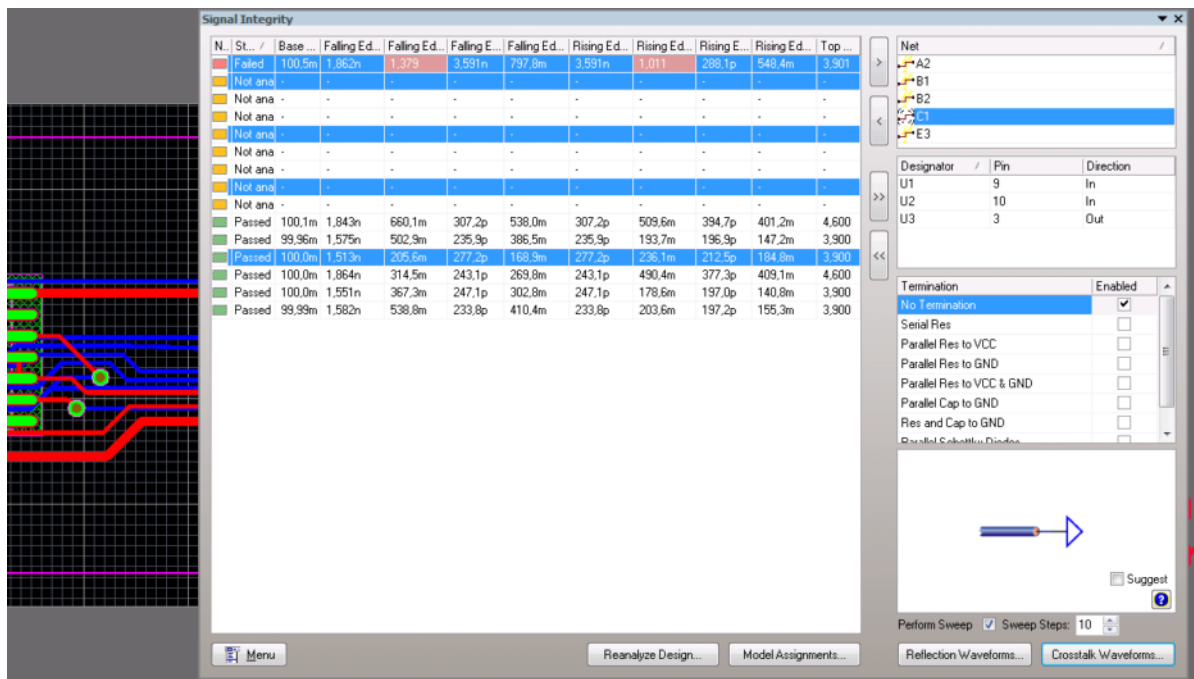 Signal Integrity
N.. St... Base ... Falling Ed... Falling Ed... Falling E... Falling Ed... Rising Ed... Rising Ed... Rising E... Rising Ed... Top ...
Failed 100,5m 1,862n 1,379 3,591n 797,8m 3,591n 1,011 288,1p 548,4m 3,901
Not ana - - - - - - - - - -
Not ana - - - - - - - - - -
Not ana - - - - - - - - - -
Not ana - - - - - - - - - -
Not ana - - - - - - - - - -
Not ana - - - - - - - - - -
Not ana - - - - - - - - - -
Not ana - - - - - - - - - -
Passed 100,1m 1,843n 660,1m 307,2p 538,0m 307,2p 509,6m 394,7p 401,2m 4,600
Passed 99,96m 1,575n 502,9m 235,9p 386,5m 235,9p 193,7m 196,9p 147,2m 3,900
Passed 100,0m 1,513n 205,6m 277,2p 168,9m 277,2p 236,1m 212,5p 184,8m 3,900
Passed 100,0m 1,864n 314,5m 243,1p 269,8m 243,1p 490,4m 377,3p 409,1m 4,600
Passed 100,0m 1,551n 367,3m 247,1p 302,8m 247,1p 178,6m 197,0p 140,8m 3,900
Passed 99,99m 1,582n 538,8m 233,8p 410,4m 233,8p 203,6m 197,2p 155,3m 3,900
Menu
Reanalyze Design...
Model Assignments...
>
<
>>
<<
Net
A2
B1
B2
C1
E3
Designator Pin Direction
U1 9 In
U2 10 In
U3 3 Out
Termination Enabled
No Termination
Serial Res
Parallel Res to VCC
Parallel Res to GND
Parallel Res to VCC & GND
Parallel Cap to GND
Res and Cap to GND
Parallel Schottky Diodes
Suggest
?
Perform Sweep Sweep Steps: 10
Reflection Waveforms...
Crosstalk Waveforms...